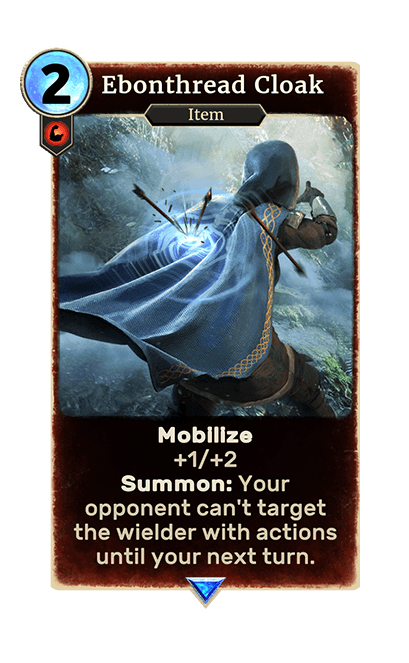 2
Ebonthread Cloak
Item
Mobilize
+1/+2
Summon: Your
opponent can't target
the wielder with actions
until your next turn.